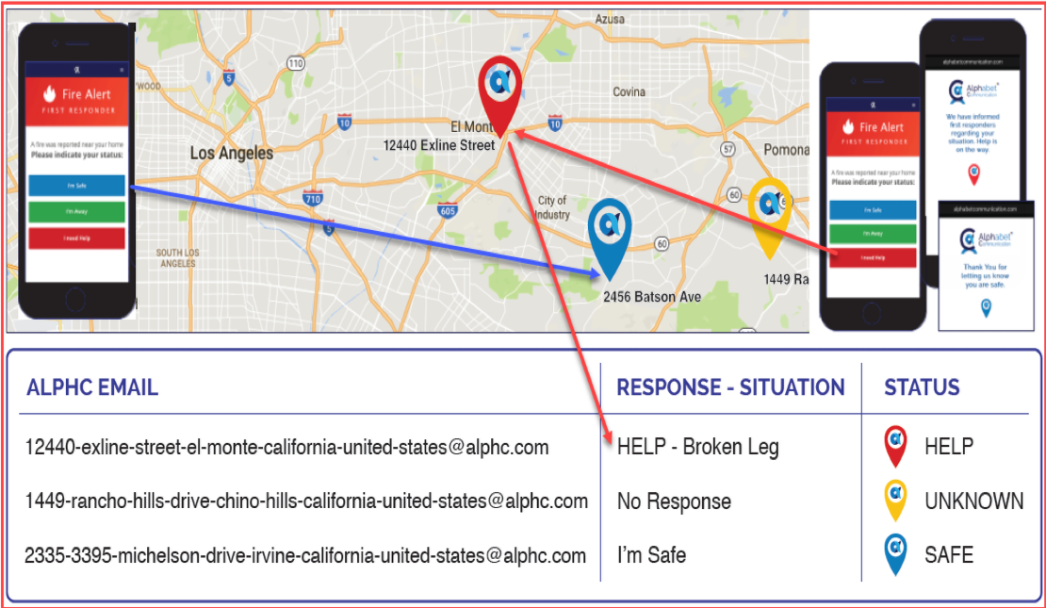 Fire Alert
FIRST RESPONDER
A fire was reported near your home
Please indicate your status:
I'm Safe
I'm Away
I need Help
Azusa
110
5
WOOD
Covina
10
El Mont
10
12440 Exline Street
Los Angeles
57
Pomona
60
710
605
City of
Industry
5
60
SOUTH LOS
ANGELES
1449 Ra
2456 Batson Ave
Fire Alert
FIRST RESPONDER
A fire was reported near your home
Please indicate your status:
I'm Safe
I'm Away
I need Help
alphabetcommunication.com
Alphabet™
Communication
We have informed
first responders
regarding your
situation. Help is
on the way
alphabetcommunication.com
Alphabet™
Communication
Thank You for
letting us know
you are safe.
ALPHC EMAIL RESPONSE - SITUATION STATUS
12440-exline-street-el-monte-california-united-states@alphc.com HELP - Broken Leg HELP
1449-rancho-hills-drive-chino-hills-california-united-states@alphc.com No Response UNKNOWN
2335-3395-michelson-drive-irvine-california-united-states@alphc.com I'm Safe SAFE